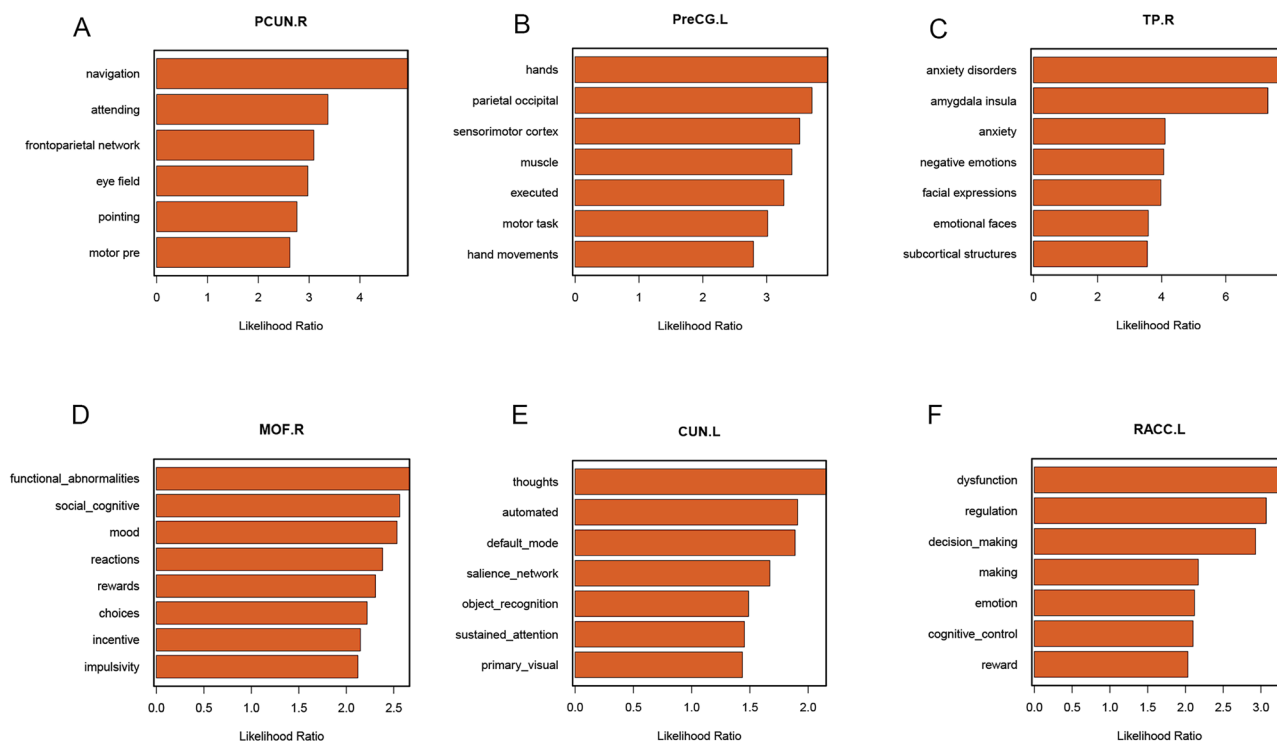 A
PCUN.R
navigation
attending
frontoparietal network
eye field
pointing
motor pre
0 1 2 3 4
Likelihood Ratio
B
PreCG.L
hands
parietal occipital
sensorimotor cortex
muscle
executed
motor task
hand movements
0 1 2 3
Likelihood Ratio
C
TP.R
anxiety disorders
amygdala insula
anxiety
negative emotions
facial expressions
emotional faces
subcortical structures
0 2 4 6
Likelihood Ratio
D
MOF.R
functional_abnormalities
social_cognitive
mood
reactions
rewards
choices
incentive
impulsivity
0.0 0.5 1.0 1.5 2.0 2.5
Likelihood Ratio
E
CUN.L
thoughts
automated
default_mode
salience_network
object_recognition
sustained_attention
primary_visual
0.0 0.5 1.0 1.5 2.0
Likelihood Ratio
F
RACC.L
dysfunction
regulation
decision_making
making
emotion
cognitive_control
reward
0.0 0.5 1.0 1.5 2.0 2.5 3.0
Likelihood Ratio